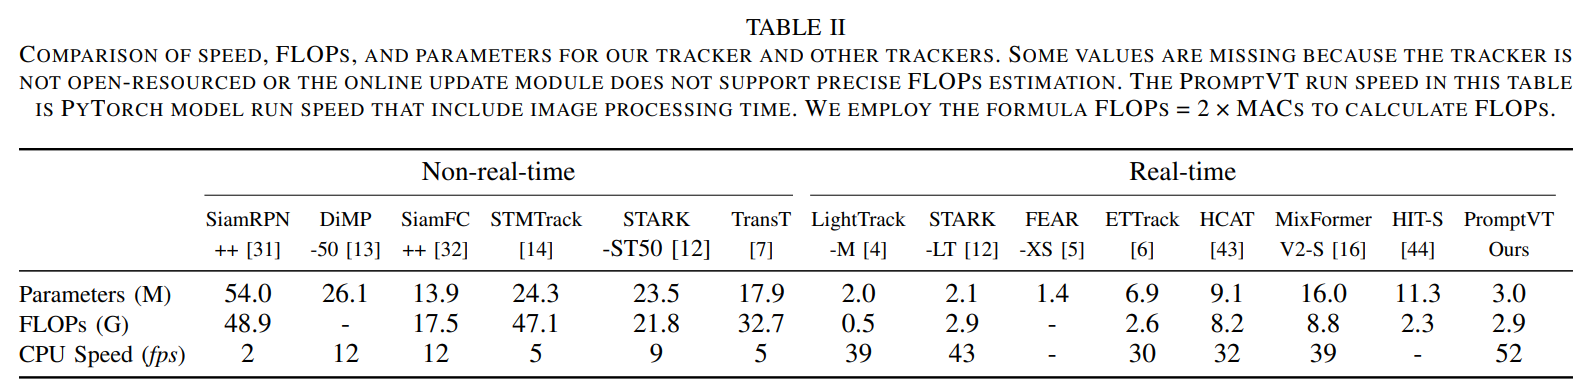 TABLE II
COMPARISON OF SPEED, FLOPS, AND PARAMETERS FOR OUR TRACKER AND OTHER TRACKERS. SOME VALUES ARE MISSING BECAUSE THE TRACKER IS
NOT OPEN-RESOURCED OR THE ONLINE UPDATE MODULE DOES NOT SUPPORT PRECISE FLOPS ESTIMATION. THE PROMPTVT RUN SPEED IN THIS TABLE
IS PYTORCH MODEL RUN SPEED THAT INCLUDE IMAGE PROCESSING TIME. WE EMPLOY THE FORMULA FLOPS = 2 × MACS TO CALCULATE FLOPS.
Non-real-time Real-time
SiamRPN DiMP SiamFC STMTrack STARK TransT LightTrack STARK FEAR ETTrack HCAT MixFormer HIT-S PromptVT
++ [31] -50 [13] ++ [32] [14] -ST50 [12] [7] -M [4] -LT [12] -XS [5] [6] [43] V2-S [16] [44] Ours
Parameters (M) 54.0 26.1 13.9 24.3 23.5 17.9 2.0 2.1 1.4 6.9 9.1 16.0 11.3 3.0
FLOPs (G) 48.9 - 17.5 47.1 21.8 32.7 0.5 2.9 - 2.6 8.2 8.8 2.3 2.9
CPU Speed (fps) 2 12 12 5 9 5 39 43 - 30 32 39 - 52